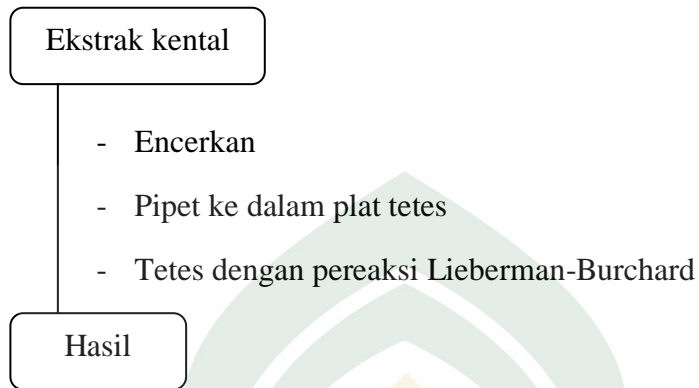 Ekstrak kental
- Encerkan
- Pipet ke dalam plat tetes
- Tetes dengan pereaksi Lieberman-Burchard
Hasil